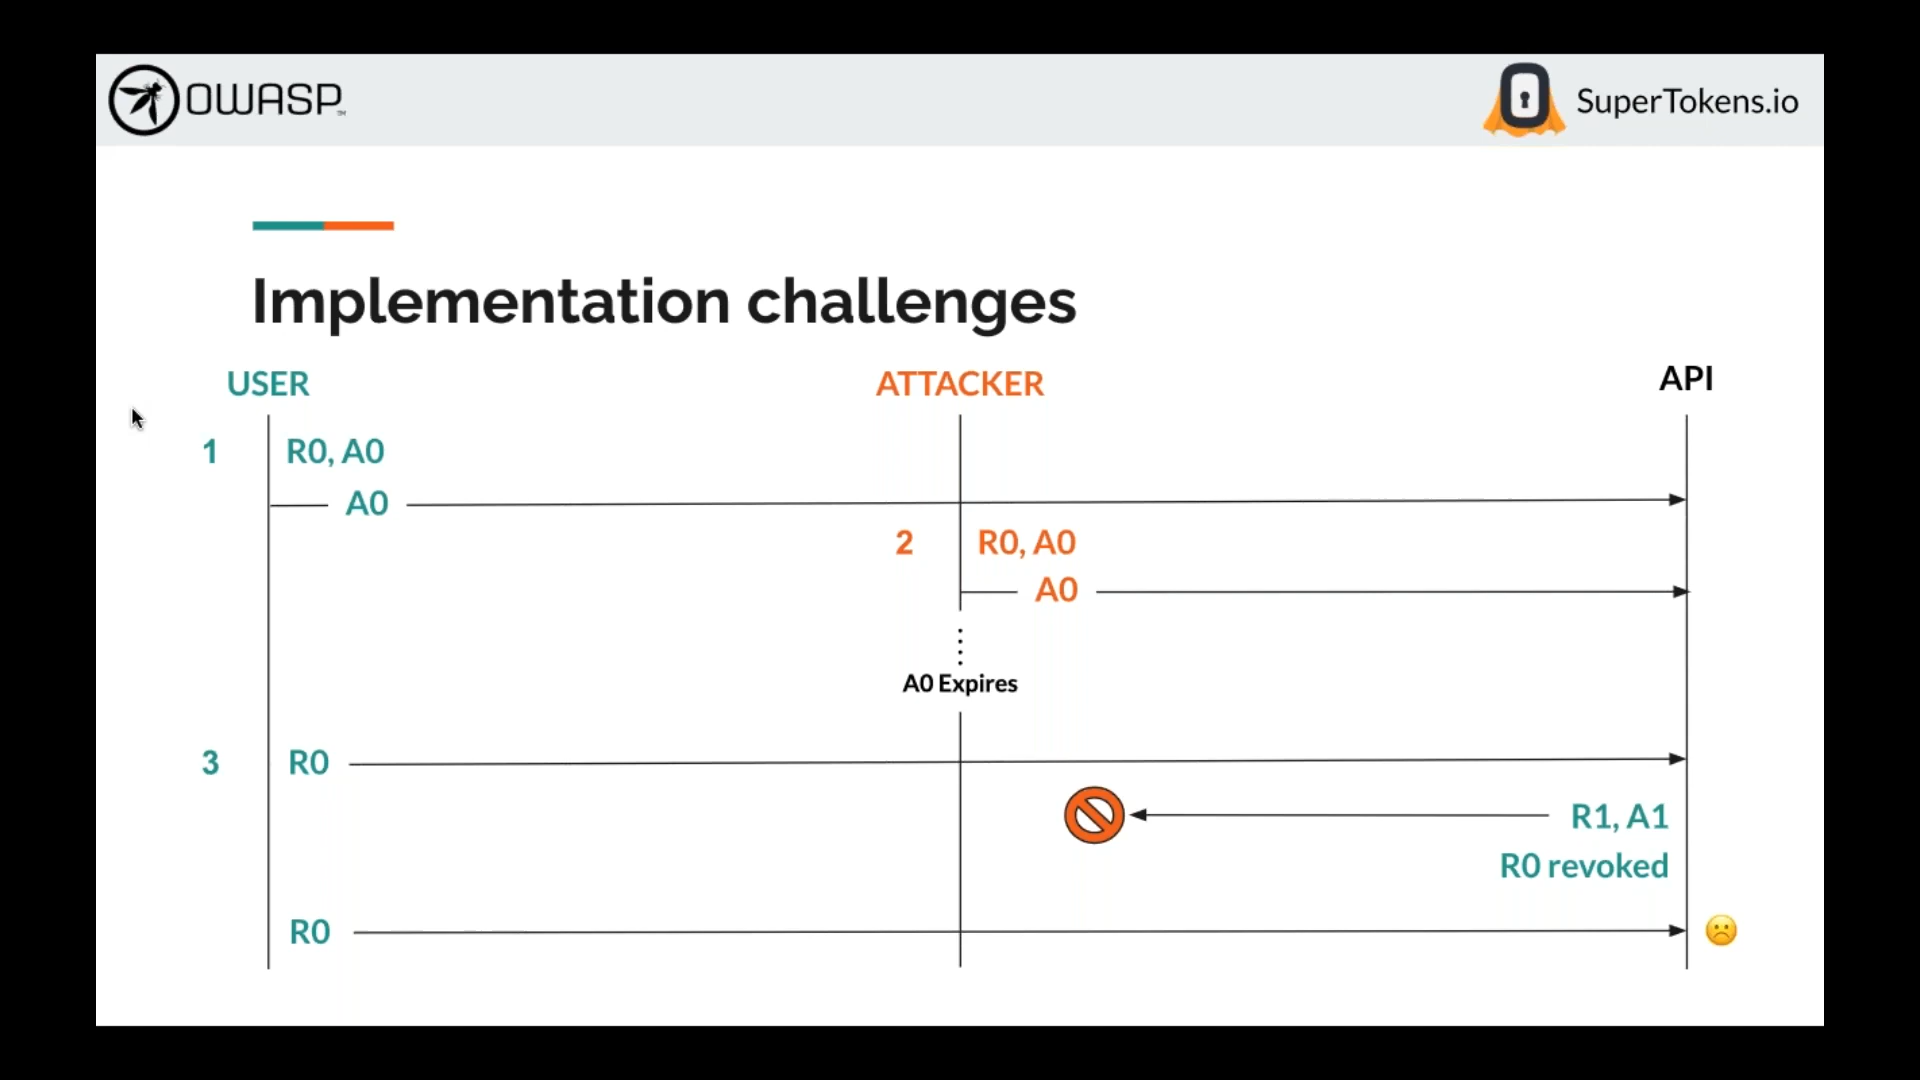 OWASP™
SuperTokens.io
Implementation challenges
USER
ATTACKER
API
1
R0, A0
A0
2
R0, A0
A0
A0 Expires
3
R0
R1, A1
R0 revoked
R0